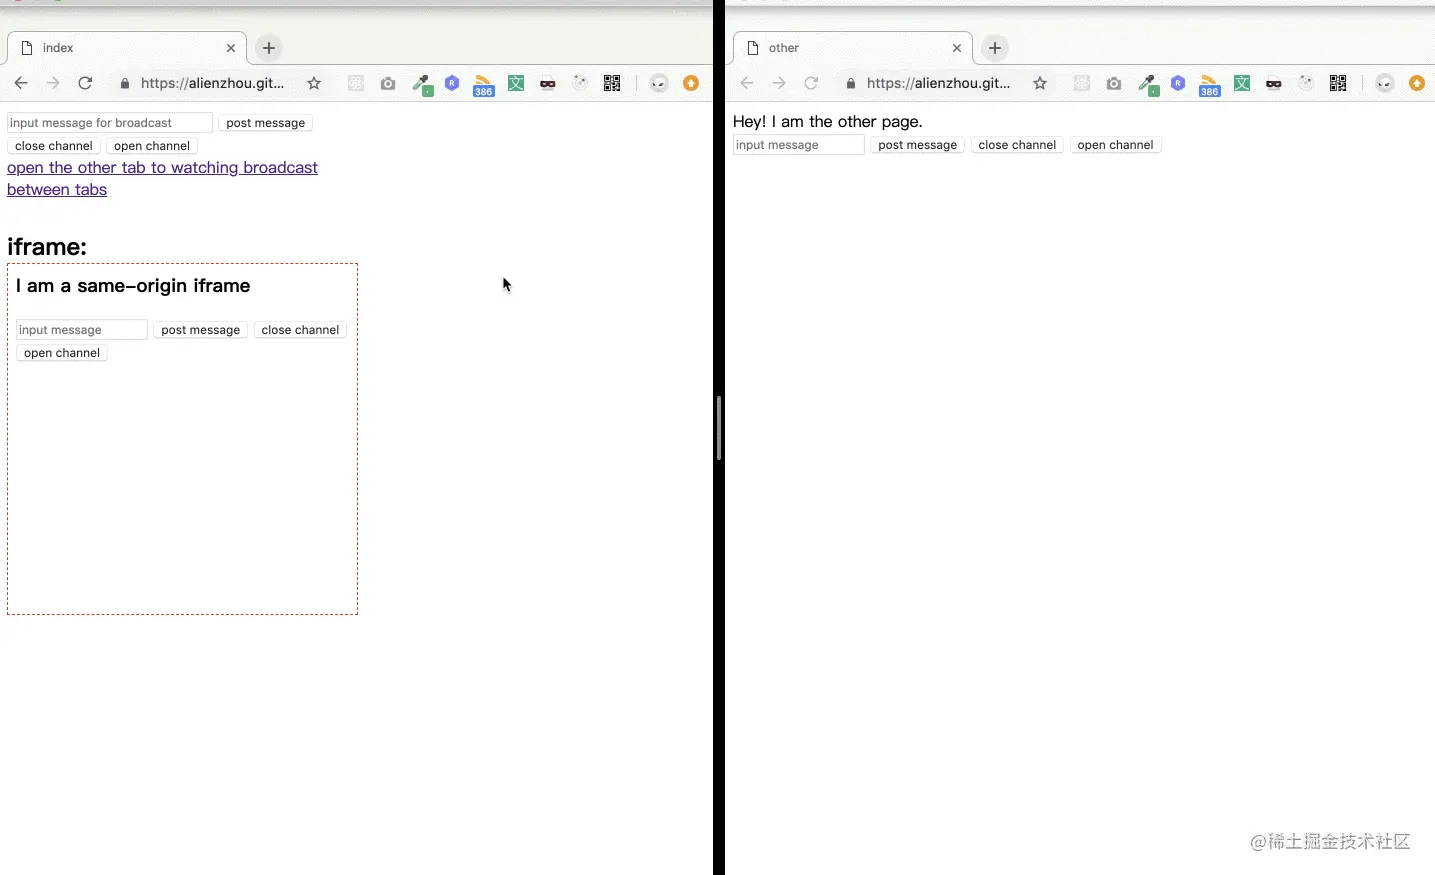 index
https://alienzhou.git...
386
文
R
input message for broadcast
post message
close channel
open channel
open the other tab to watching broadcast
between tabs
iframe:
I am a same-origin iframe
input message
post message
close channel
open channel
other
https://alienzhou.git...
386
文
R
Hey! I am the other page.
input message
post message
close channel
open channel
@稀土掘金技术社区